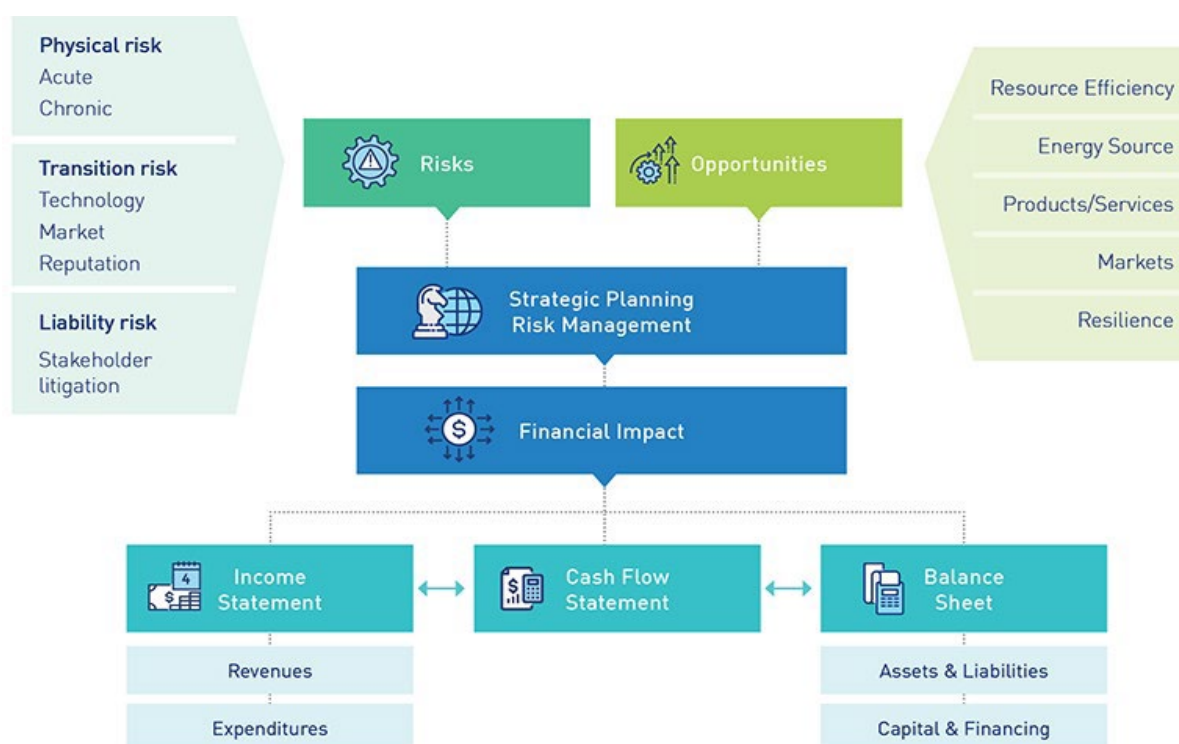 Physical risk
Acute
Chronic
Transition risk
Technology
Market
Reputation
Liability risk
Stakeholder
litigation
Risks
Opportunities
Resource Efficiency
Energy Source
Products/Services
Markets
Resilience
Strategic Planning
Risk Management
$
Financial Impact
4
$
Income
Statement
$
Cash Flow
Statement
Balance
Sheet
Revenues
Expenditures
Assets & Liabilities
Capital & Financing